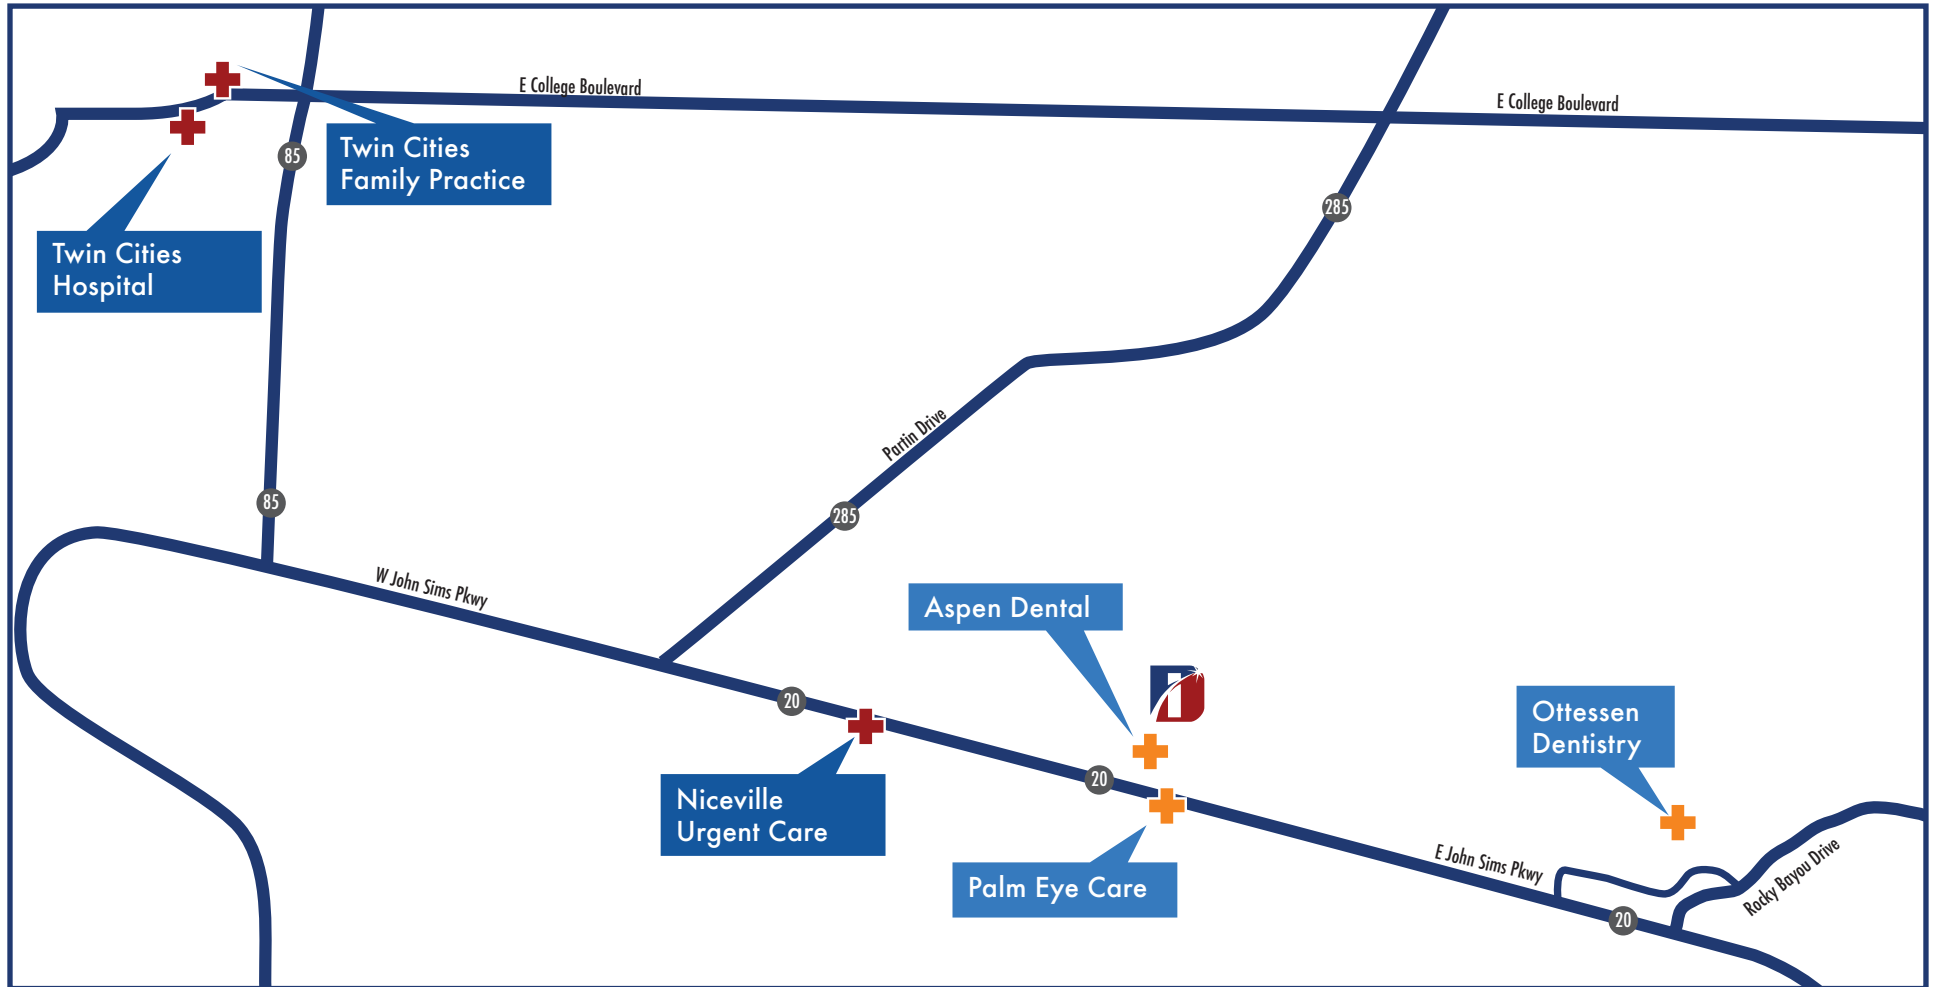 E College Boulevard
E College Boulevard
Twin Cities
Family Practice
85
285
Twin Cities
Hospital
Partin Drive
85
285
W John Sims Pkwy
Aspen Dental
20
Ottessen
Dentistry
20
Niceville
Urgent Care
E John Sims Pkwy
Rocky Bayou Drive
Palm Eye Care
20